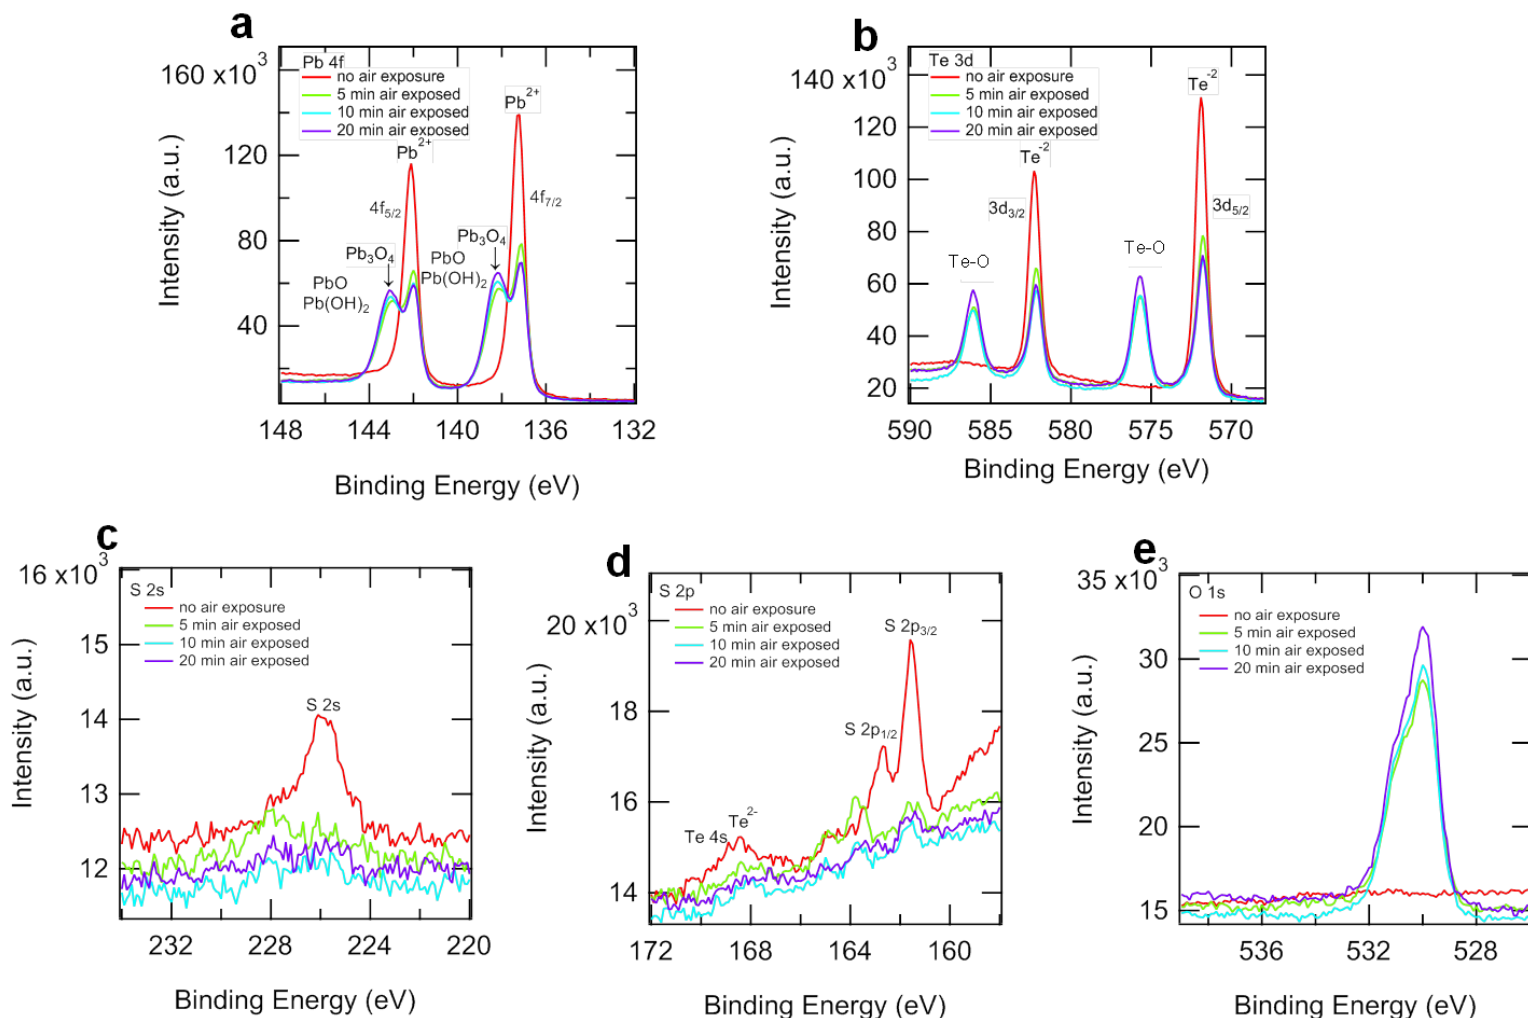 a
160 x10³
Pb 4f
no air exposure
5 min air exposed
10 min air exposed
20 min air exposed
Pb²⁺
Pb²⁺
4f₅/₂
4f₇/₂
Pb₃O₄
PbO
Pb(OH)₂
Pb₃O₄
PbO
Pb(OH)₂
120
80
40
Intensity (a.u.)
148 144 140 136 132
Binding Energy (eV)
b
140 x10³
Te 3d
no air exposure
5 min air exposed
10 min air exposed
20 min air exposed
Te⁻²
Te⁻²
3d₃/₂
3d₅/₂
Te-O
Te-O
120
100
80
60
40
20
Intensity (a.u.)
590 585 580 575 570
Binding Energy (eV)
c
16 x10³
S 2s
no air exposure
5 min air exposed
10 min air exposed
20 min air exposed
S 2s
15
14
13
12
Intensity (a.u.)
232 228 224 220
Binding Energy (eV)
d
20 x10³
S 2p
no air exposure
5 min air exposed
10 min air exposed
20 min air exposed
S 2p₃/₂
S 2p₁/₂
Te²⁻
Te 4s
18
16
14
Intensity (a.u.)
172 168 164 160
Binding Energy (eV)
e
35 x10³
O 1s
no air exposure
5 min air exposed
10 min air exposed
20 min air exposed
30
25
20
15
Intensity (a.u.)
536 532 528
Binding Energy (eV)